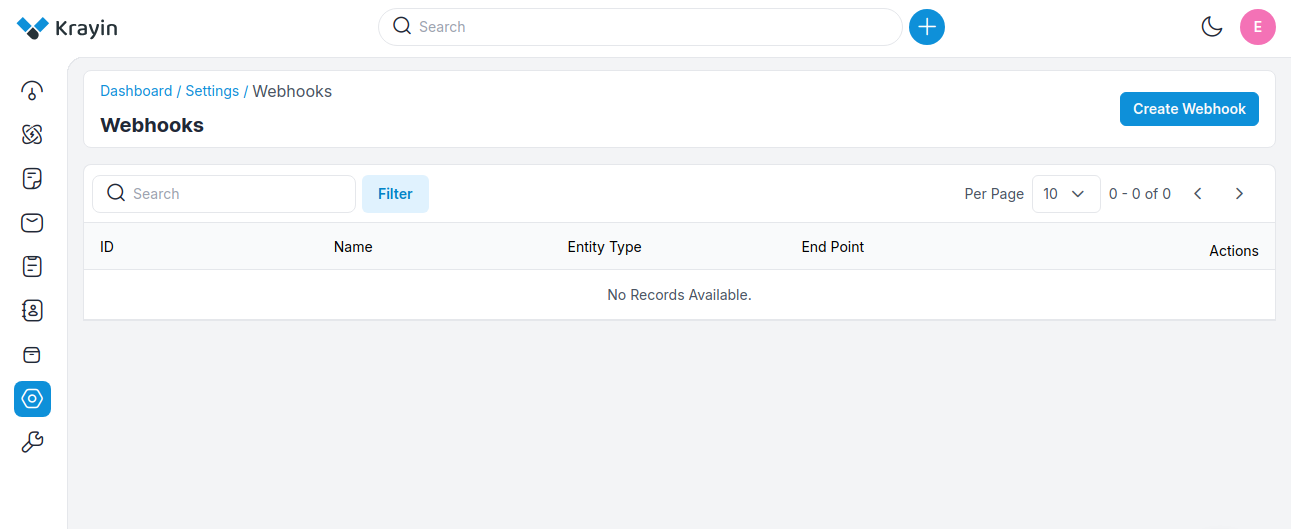 Krayin
Search
E
Dashboard / Settings / Webhooks
Webhooks
Create Webhook
Search
Filter
Per Page
10
0 - 0 of 0
ID
Name
Entity Type
End Point
Actions
No Records Available.